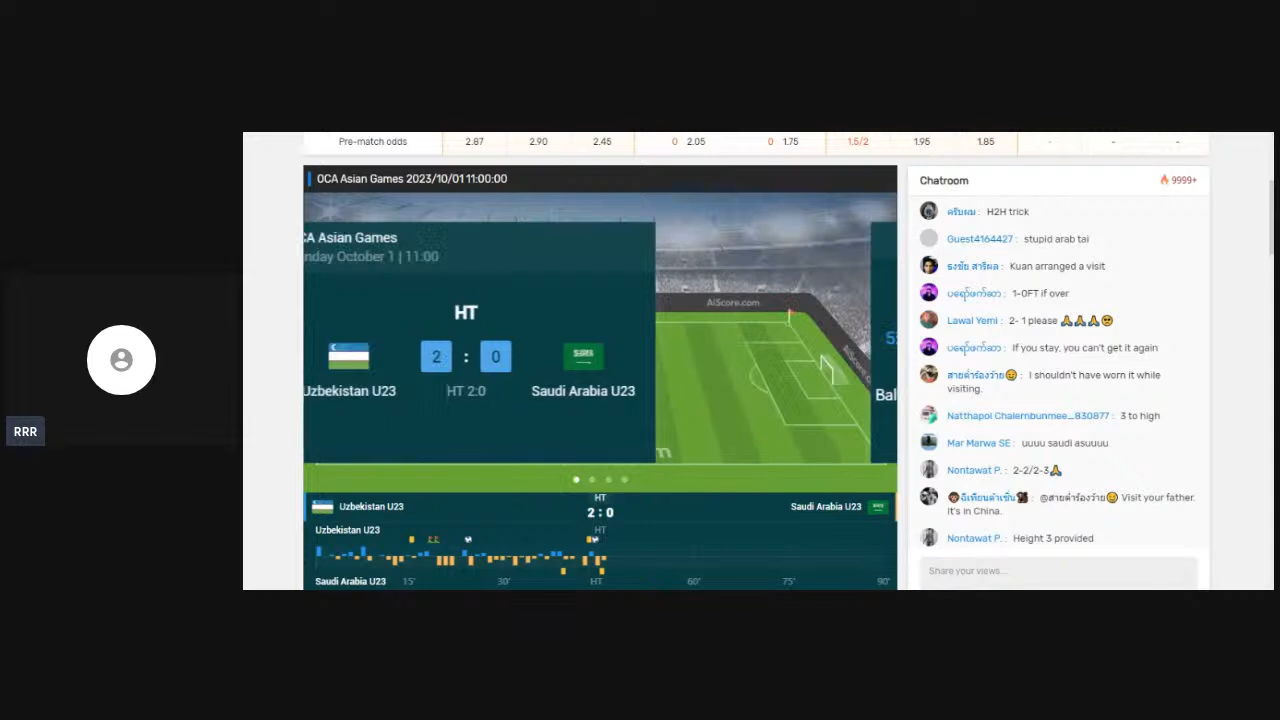 Pre-match odds 2.87 2.90 2.45 0 2.05 0 1.75 1.5/2 1.95 1.85 - - -
OCA Asian Games 2023/10/01 11:00:00
CA Asian Games
nday October 1 | 11:00
HT
2 : 0
Uzbekistan U23 HT 2:0 Saudi Arabia U23
AiScore.com
Bal
HT
Uzbekistan U23 2 : 0 Saudi Arabia U23
Uzbekistan U23 HT
Saudi Arabia U23 15' 30' HT 60' 75' 90'
RRR
Chatroom 9999+
ครับผม : H2H trick
Guest4164427 : stupid arab tai
ธงชัย สารีผล : Kuan arranged a visit
: 1-0FT if over
Lawal Yemi : 2- 1 please 🙏🙏🙏🥺
: If you stay, you can't get it again
สายด่ำร่องว้าย😖 : I shouldn't have worn it while
visiting.
Natthapol Chalernbunmee_830877 : 3 to high
Mar Marwa SE : uuuu saudi asuuuu
Nontawat P. : 2-2/2-3🙏
@สายด่ำร่องว้าย😖 Visit your father.
It's in China.
Nontawat P. : Height 3 provided
Share your views...